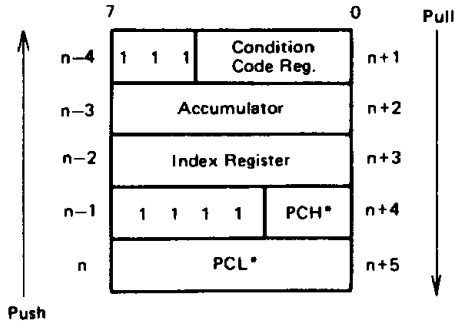 7 0 Pull
n-4 1 1 1 Condition Code Reg. n+1
n-3 Accumulator n+2
n-2 Index Register n+3
n-1 1 1 1 1 PCH* n+4
n PCL* n+5
Push